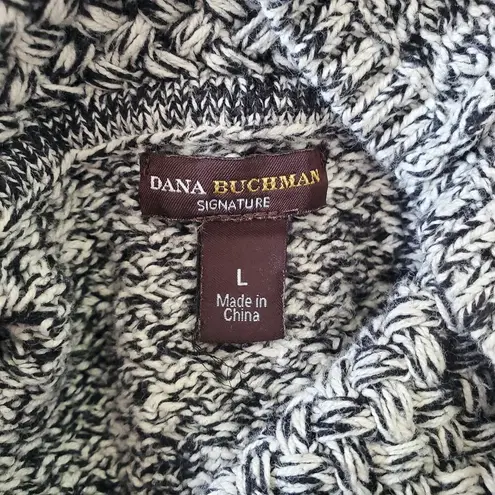 DANA BUCHMAN
SIGNATURE
L
Made in
China